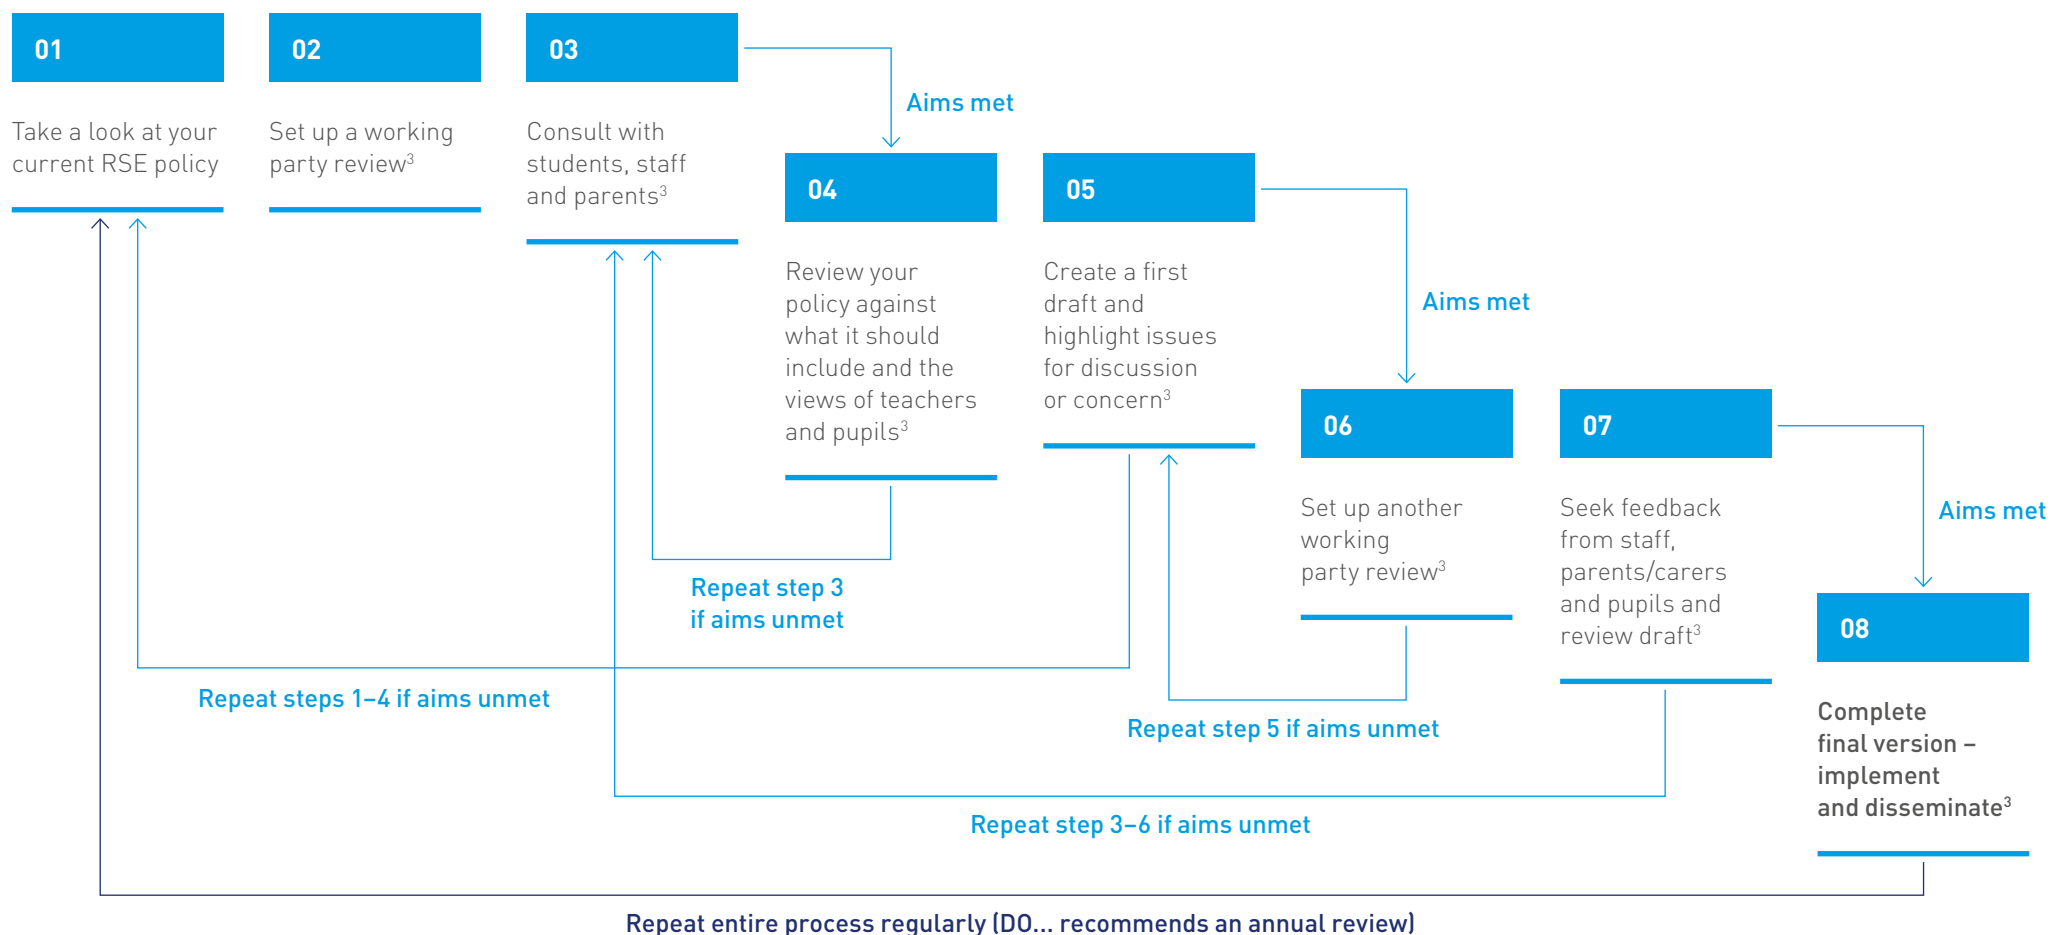 01
Take a look at your
current RSE policy
02
Set up a working
party review³
03
Consult with
students, staff
and parents³
Aims met
04
Review your
policy against
what it should
include and the
views of teachers
and pupils³
05
Create a first
draft and
highlight issues
for discussion
or concern³
Aims met
06
Set up another
working
party review³
07
Seek feedback
from staff,
parents/carers
and pupils and
review draft³
Aims met
08
Complete
final version –
implement
and disseminate³
Repeat step 3
if aims unmet
Repeat steps 1–4 if aims unmet
Repeat step 5 if aims unmet
Repeat step 3–6 if aims unmet
Repeat entire process regularly (DO... recommends an annual review)